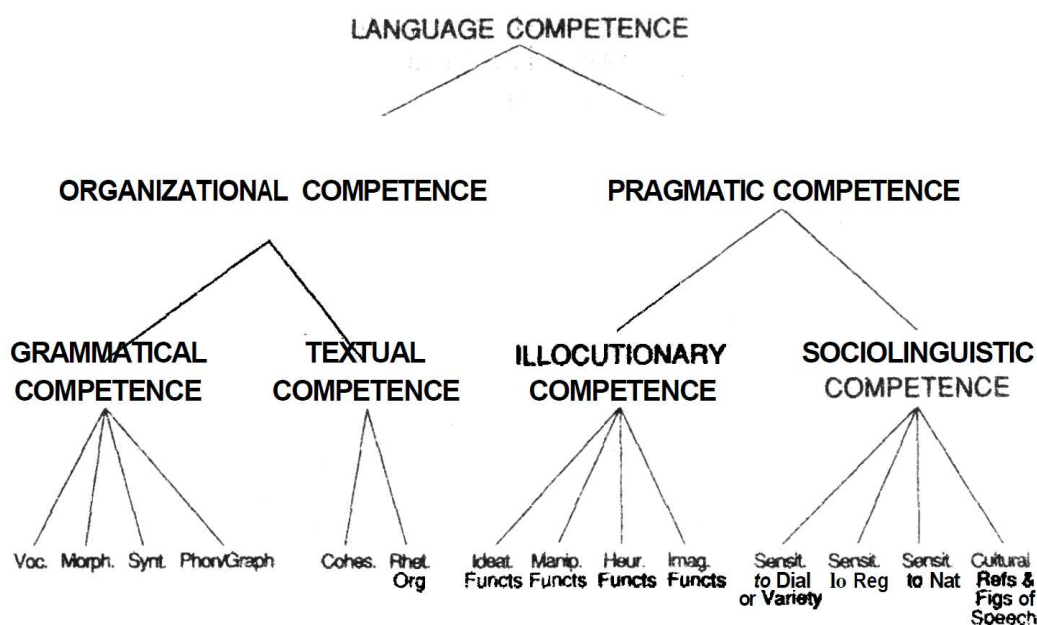 LANGUAGE COMPETENCE
ORGANIZATIONAL COMPETENCE PRAGMATIC COMPETENCE
GRAMMATICAL
COMPETENCE
TEXTUAL
COMPETENCE
ILLOCUTIONARY
COMPETENCE
SOCIOLINGUISTIC
COMPETENCE
Voc. Morph. Synt. Phon/Graph
Cohes. Rhet.
Org
Ideat.
Functs
Manip.
Functs
Heur.
Functs
Imag.
Functs
Sensit.
to Dial
or Variety
Sensit.
lo Reg
Sensit.
to Nat
Cultural
Refs &
Figs of
Speech